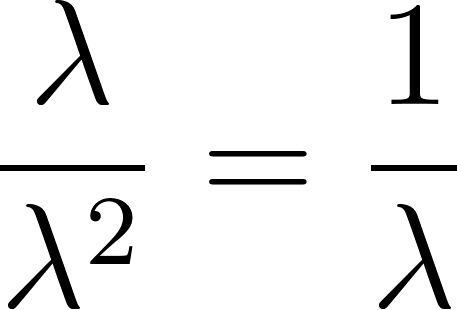 λ/λ² = 1/λ